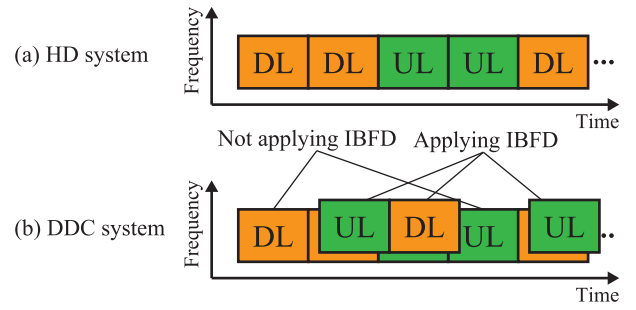 Frequency
(a) HD system
DL DL UL UL DL ...
Time
Not applying IBFD Applying IBFD
Frequency
(b) DDC system
DL UL DL UL UL ..
Time